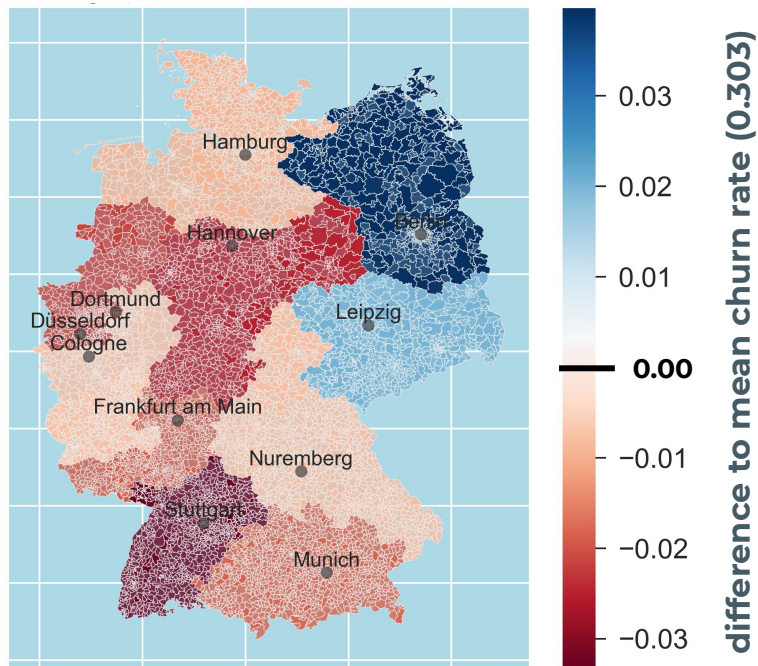 Hamburg
Berlin
Hannover
Leipzig
Dortmund
Düsseldorf
Cologne
Frankfurt am Main
Nuremberg
Stuttgart
Munich
0.03
0.02
0.01
0.00
−0.01
−0.02
−0.03
difference to mean churn rate (0.303)